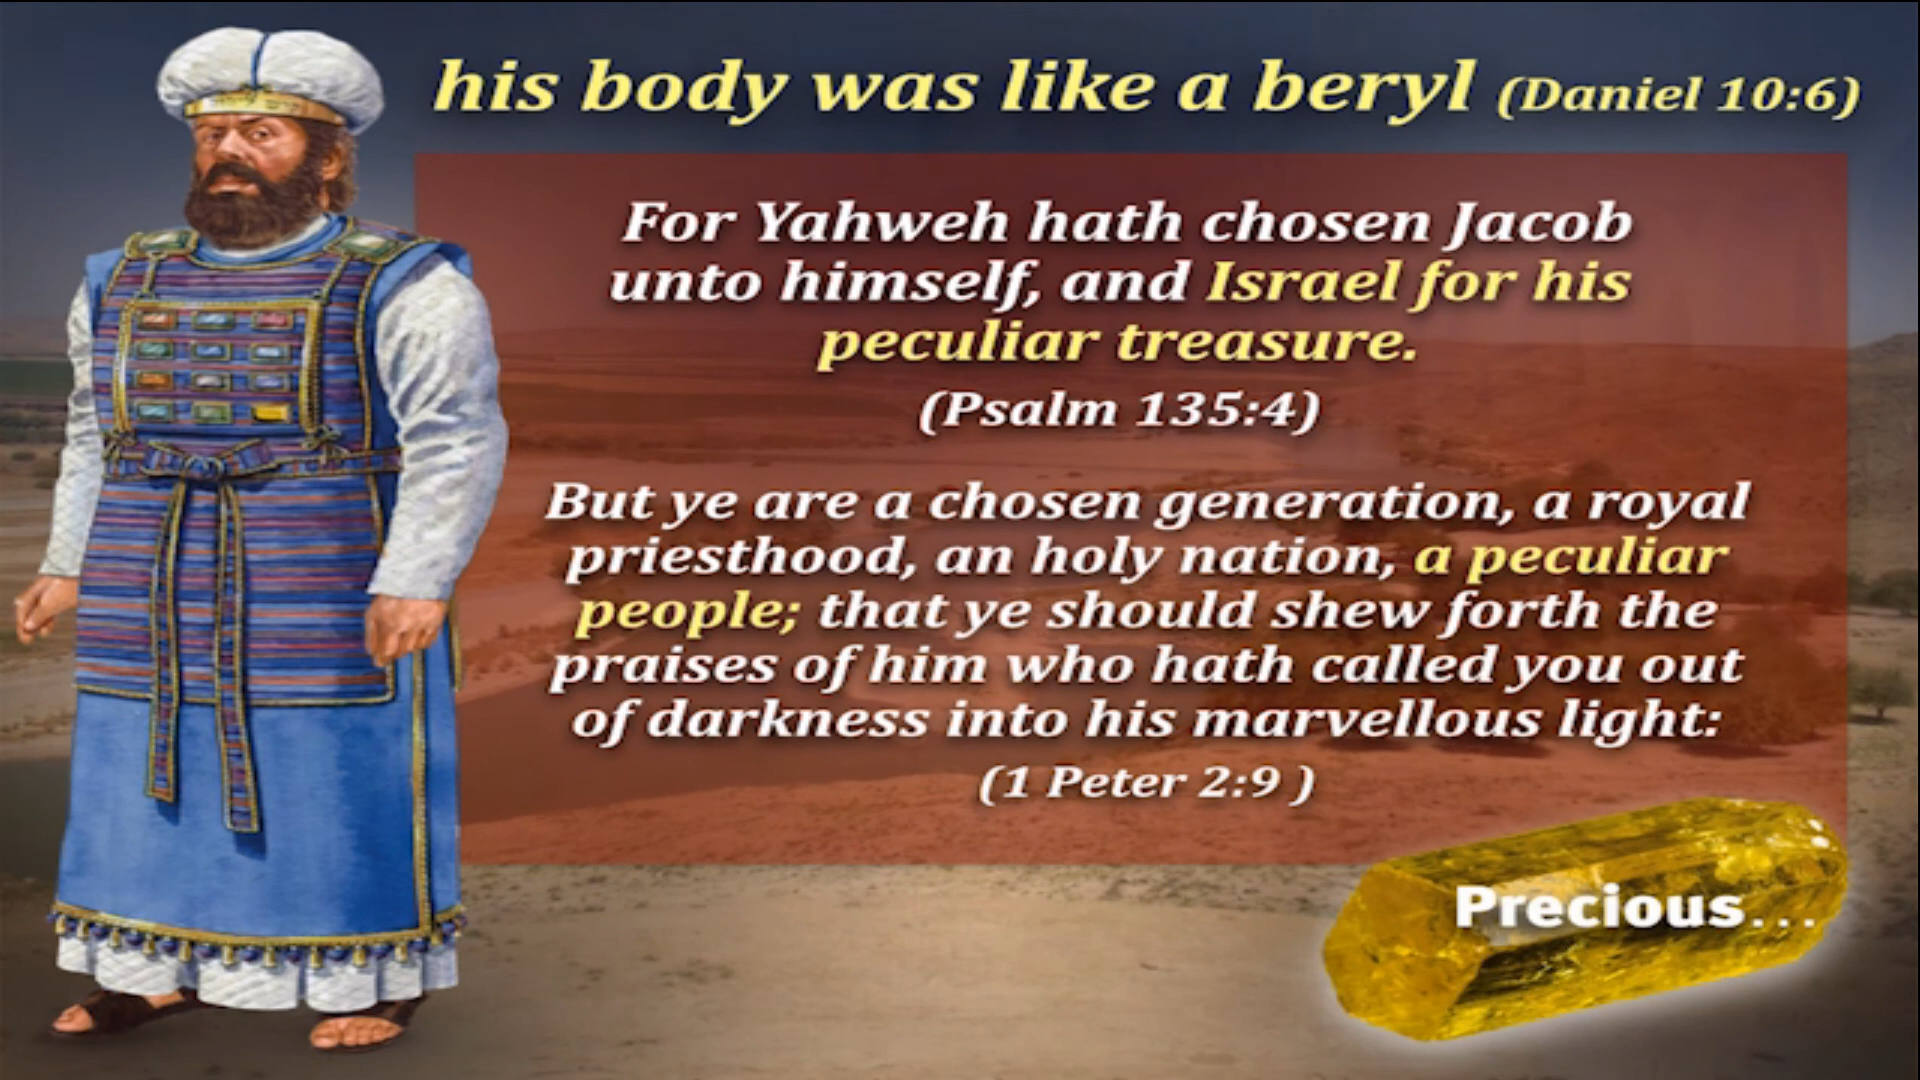 his body was like a beryl (Daniel 10:6)
For Yahweh hath chosen Jacob
unto himself, and Israel for his
peculiar treasure.
(Psalm 135:4)
But ye are a chosen generation, a royal
priesthood, an holy nation, a peculiar
people; that ye should shew forth the
praises of him who hath called you out
of darkness into his marvellous light:
(1 Peter 2:9 )
Precious...